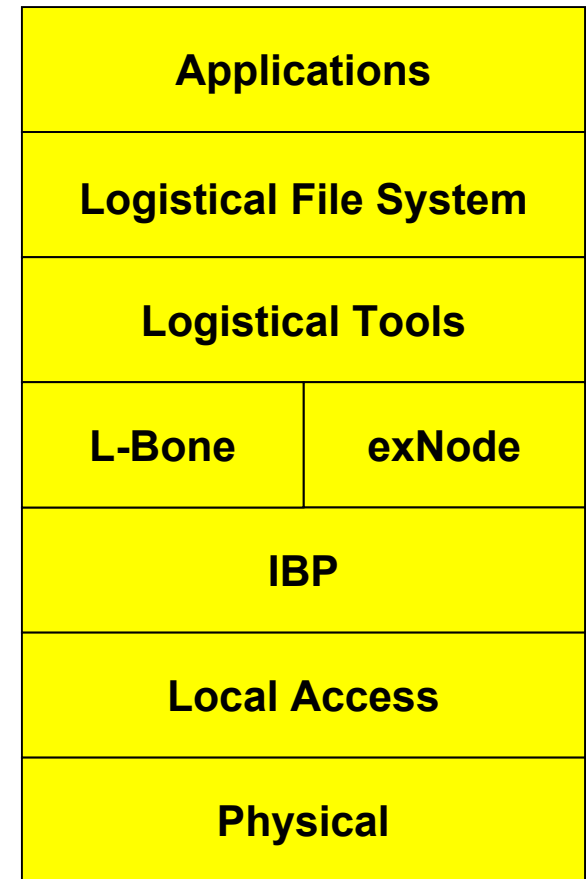 Applications
Logistical File System
Logistical Tools
L-Bone
exNode
IBP
Local Access
Physical